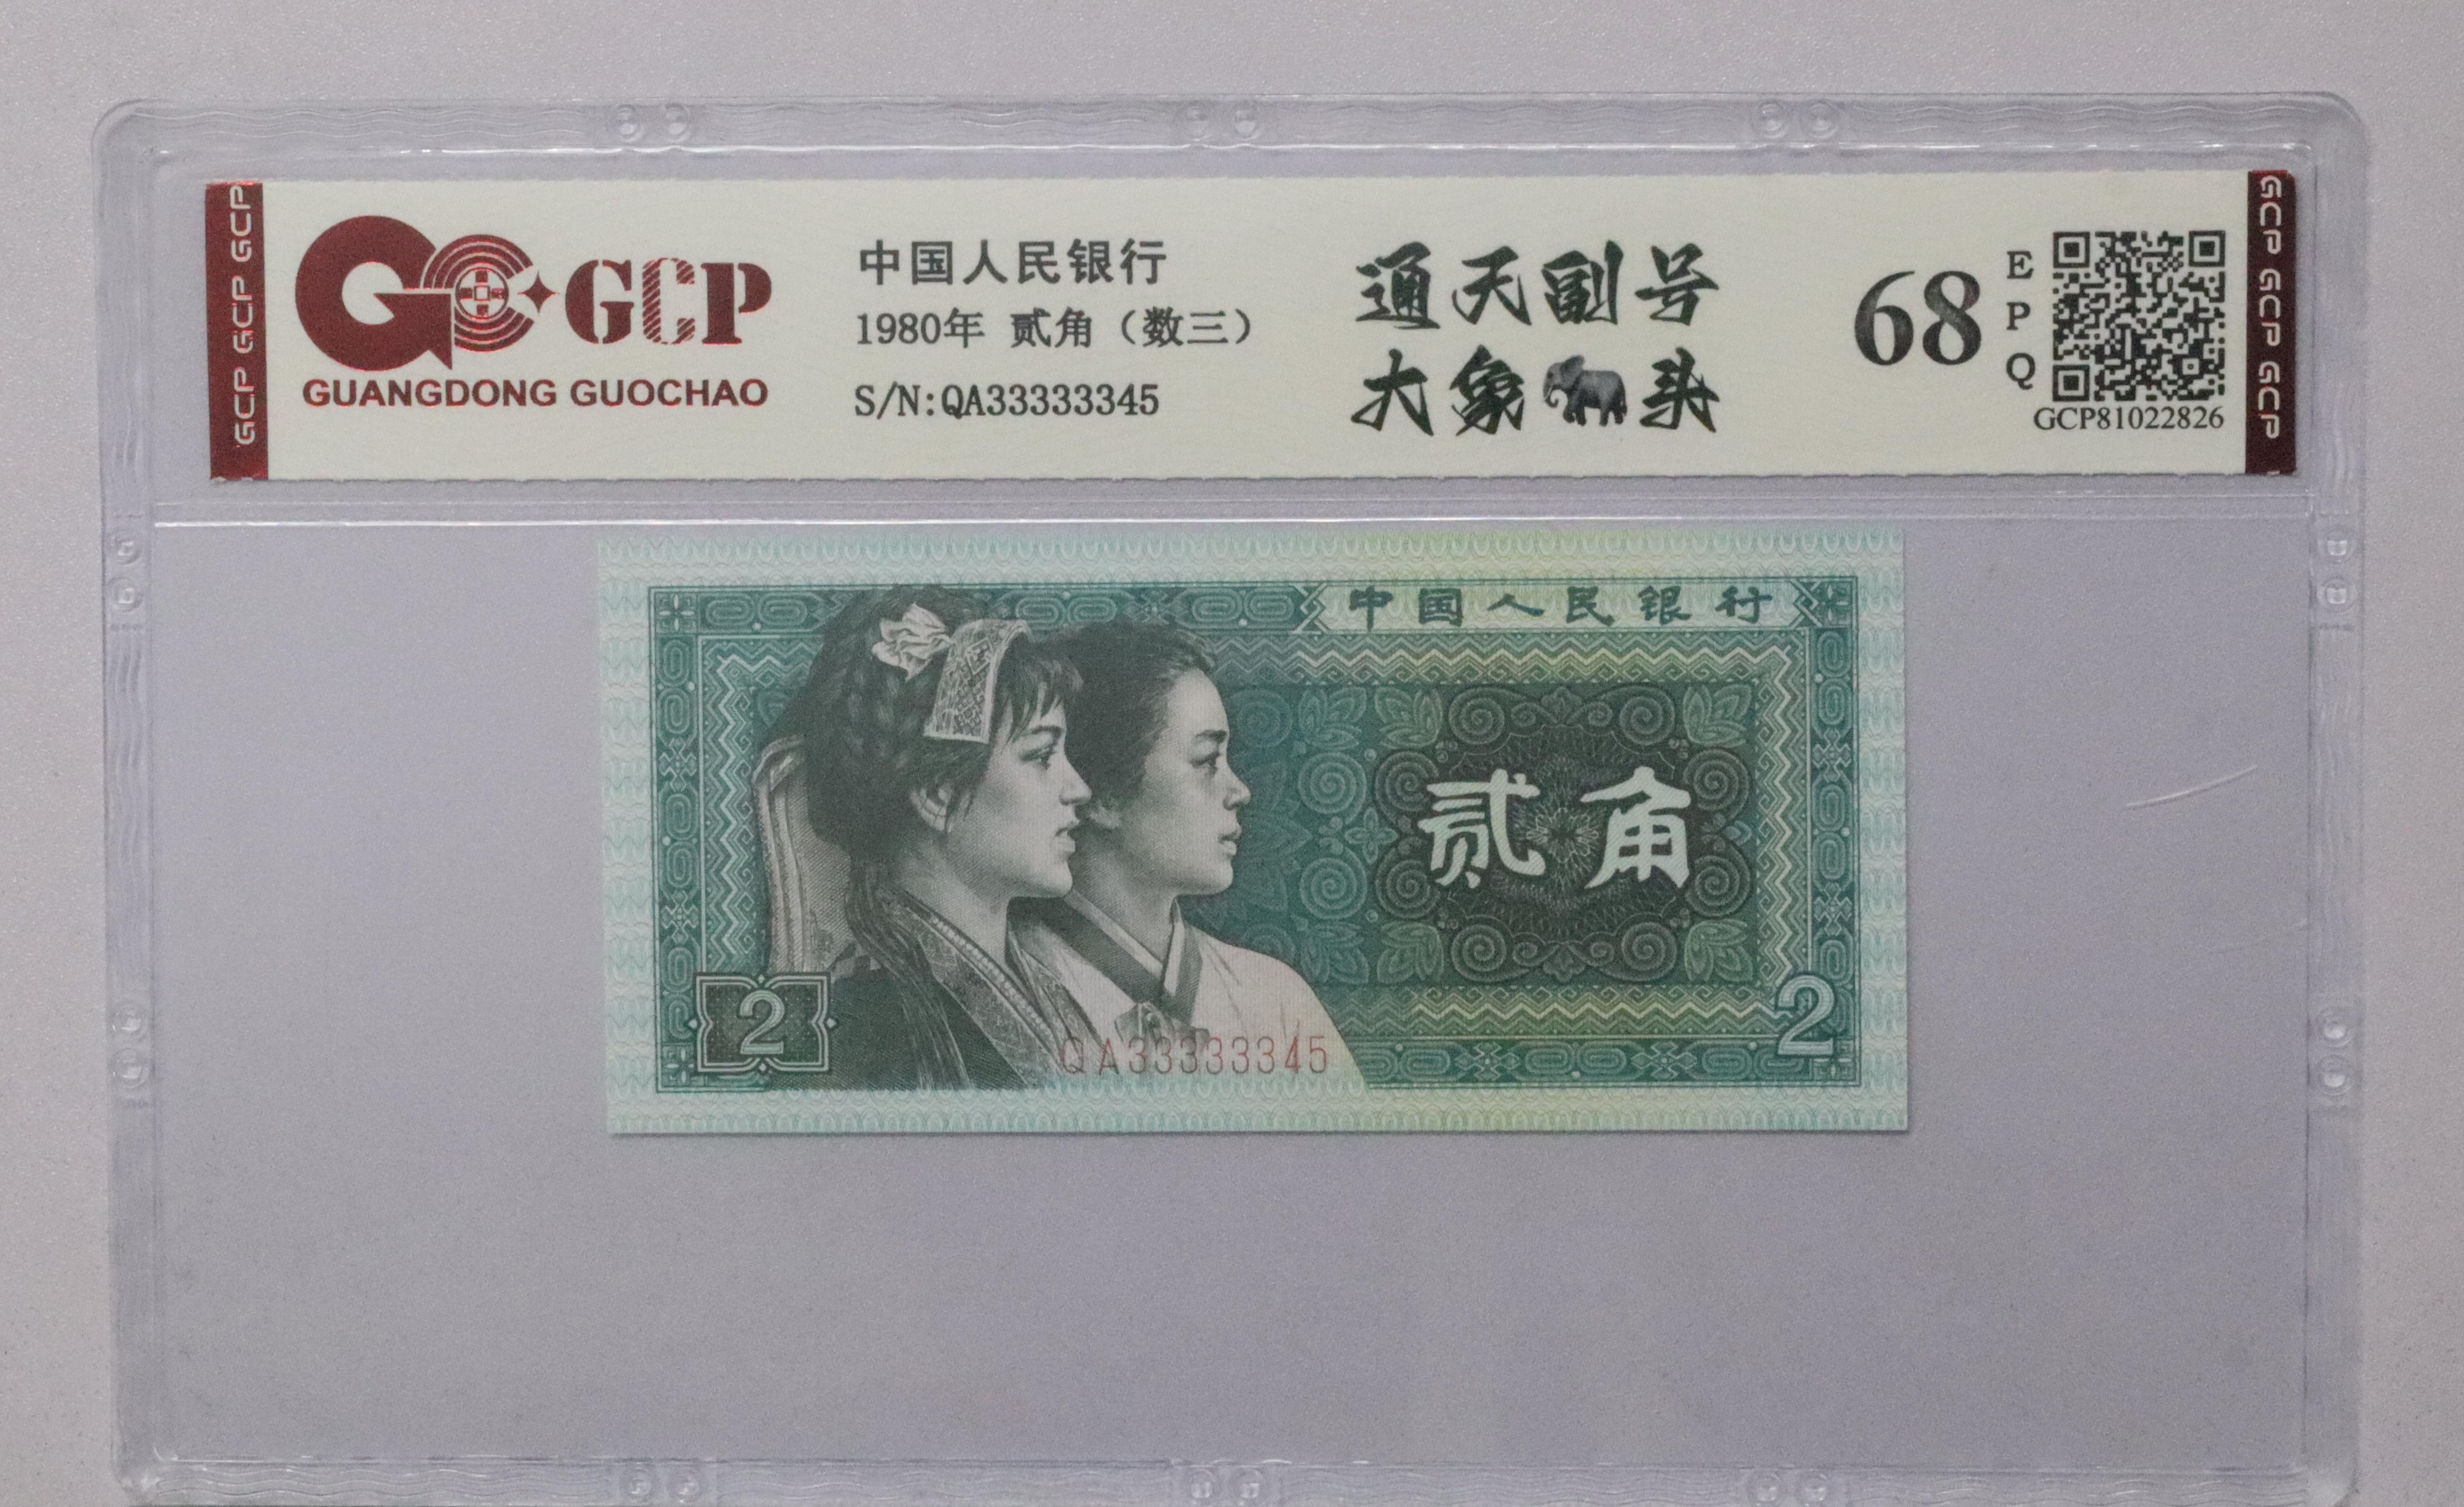 GCP GCP GCP
GCP
GUANGDONG GUOCHAO
中国人民银行
1980年 贰角（数三）
S/N:QA33333345
通天副号
大象头
68
E
P
Q
GCP81022826
GCP GCP GCP
中国人民银行
贰角
2
2
QA33333345